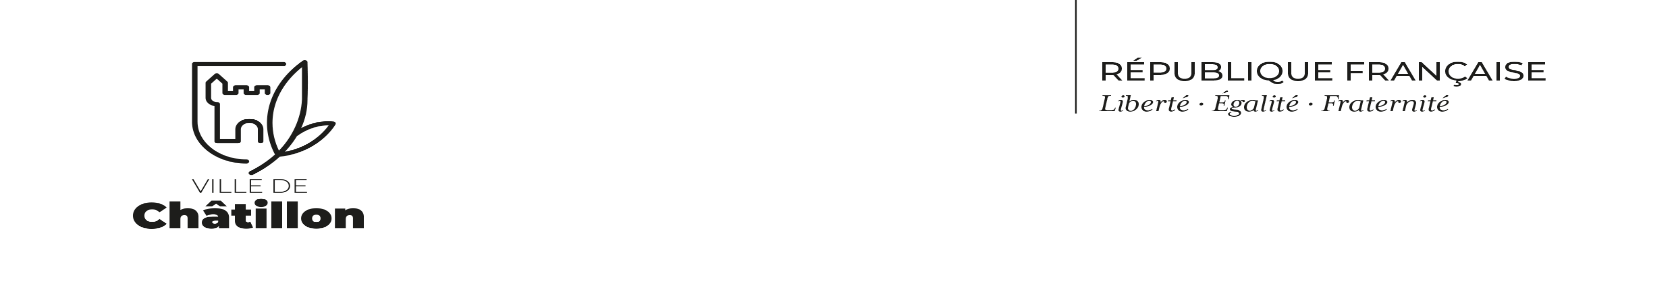 VILLE DE
Châtillon
RÉPUBLIQUE FRANÇAISE
Liberté · Égalité · Fraternité